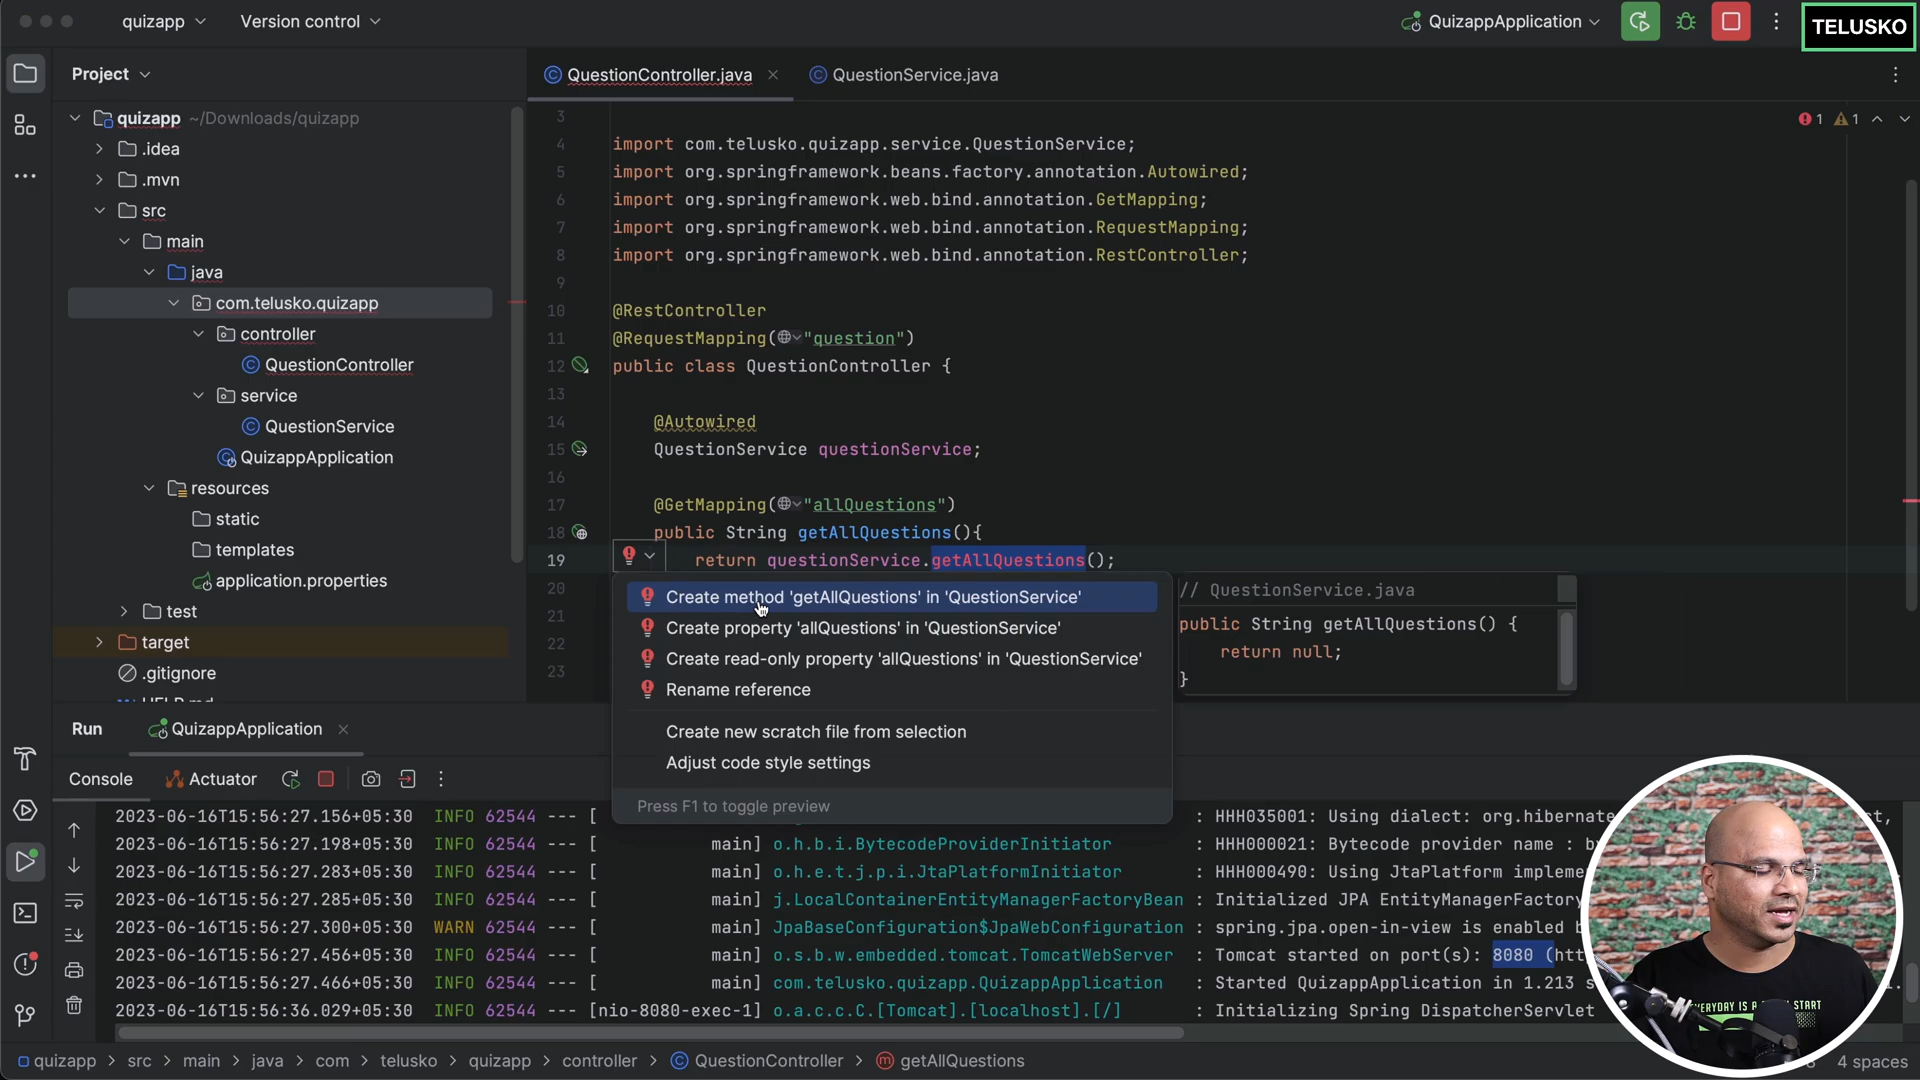 quizapp
Version control
QuizappApplication
TELUSKO
Project
QuestionController.java
QuestionService.java
quizapp ~/Downloads/quizapp
.idea
.mvn
src
main
java
com.telusko.quizapp
controller
QuestionController
service
QuestionService
QuizappApplication
resources
static
templates
application.properties
test
target
.gitignore
1 1
3
4 import com.telusko.quizapp.service.QuestionService;
5 import org.springframework.beans.factory.annotation.Autowired;
6 import org.springframework.web.bind.annotation.GetMapping;
7 import org.springframework.web.bind.annotation.RequestMapping;
8 import org.springframework.web.bind.annotation.RestController;
9
10 @RestController
11 @RequestMapping("question")
12 public class QuestionController {
13
14 @Autowired
15 QuestionService questionService;
16
17 @GetMapping("allQuestions")
18 public String getAllQuestions(){
19 return questionService.getAllQuestions();
20
21
22
23
Create method 'getAllQuestions' in 'QuestionService'
Create property 'allQuestions' in 'QuestionService'
Create read-only property 'allQuestions' in 'QuestionService'
Rename reference
Create new scratch file from selection
Adjust code style settings
Press F1 to toggle preview
// QuestionService.java
public String getAllQuestions() {
return null;
}
Run
QuizappApplication
Console
Actuator
2023-06-16T15:56:27.156+05:30 INFO 62544 --- [ : HHH035001: Using dialect: org.hibernate
2023-06-16T15:56:27.198+05:30 INFO 62544 --- [ main] o.h.b.i.BytecodeProviderInitiator : HHH000021: Bytecode provider name : b
2023-06-16T15:56:27.283+05:30 INFO 62544 --- [ main] o.h.e.t.j.p.i.JtaPlatformInitiator : HHH000490: Using JtaPlatform impleme
2023-06-16T15:56:27.285+05:30 INFO 62544 --- [ main] j.LocalContainerEntityManagerFactoryBean : Initialized JPA EntityManagerFactory
2023-06-16T15:56:27.300+05:30 WARN 62544 --- [ main] JpaBaseConfiguration$JpaWebConfiguration : spring.jpa.open-in-view is enabled b
2023-06-16T15:56:27.456+05:30 INFO 62544 --- [ main] o.s.b.w.embedded.tomcat.TomcatWebServer : Tomcat started on port(s): 8080 (htt
2023-06-16T15:56:27.466+05:30 INFO 62544 --- [ main] com.telusko.quizapp.QuizappApplication : Started QuizappApplication in 1.213 s
2023-06-16T15:56:36.029+05:30 INFO 62544 --- [nio-8080-exec-1] o.a.c.c.C.[Tomcat].[localhost].[/] : Initializing Spring DispatcherServlet
quizapp > src > main > java > com > telusko > quizapp > controller > QuestionController > getAllQuestions
4 spaces